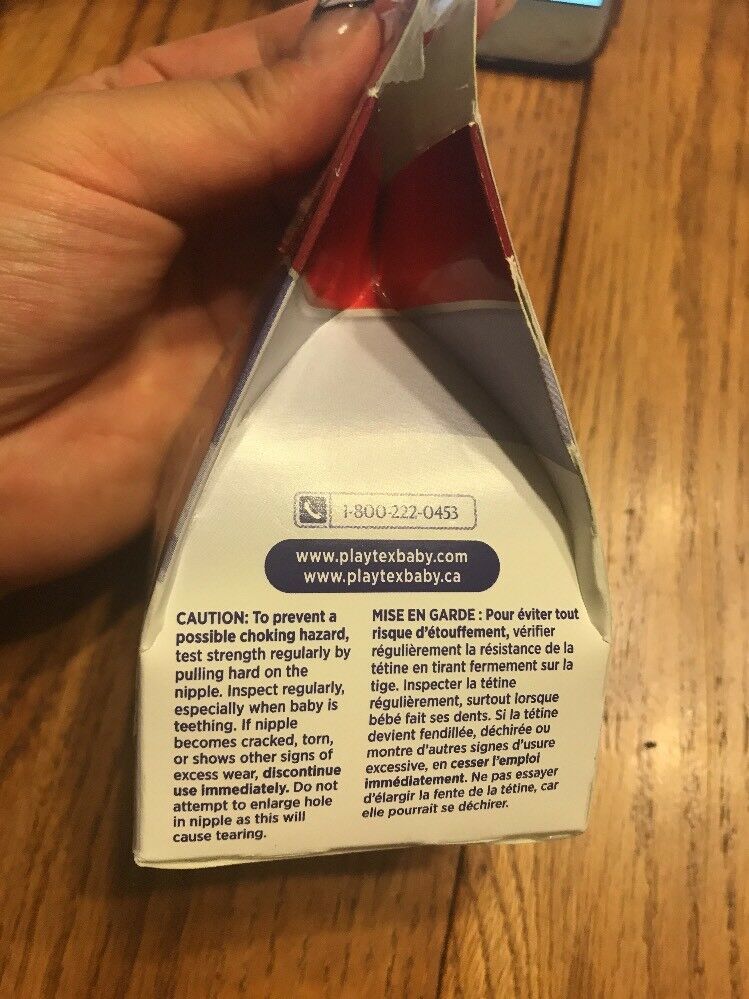 1-800-222-0453
www.playtexbaby.com
www.playtexbaby.ca
CAUTION: To prevent a
possible choking hazard,
test strength regularly by
pulling hard on the
nipple. Inspect regularly,
especially when baby is
teething. If nipple
becomes cracked, torn,
or shows other signs of
excess wear, discontinue
use immediately. Do not
attempt to enlarge hole
in nipple as this will
cause tearing.
MISE EN GARDE : Pour éviter tout
risque d'étouffement, vérifier
régulièrement la résistance de la
tétine en tirant fermement sur la
tige. Inspecter la tétine
régulièrement, surtout lorsque
bébé fait ses dents. Si la tétine
devient fendillée, déchirée ou
montre d'autres signes d'usure
excessive, en cesser l'emploi
immédiatement. Ne pas essayer
d'élargir la fente de la tétine, car
elle pourrait se déchirer.